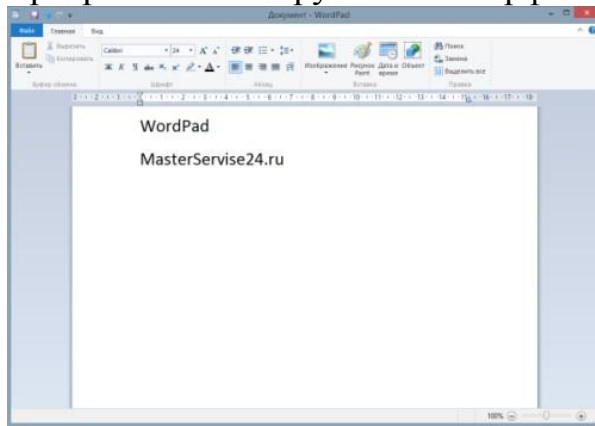 Документ - WordPad
Файл Главная Вид
Вставить
Вырезать
Копировать
Буфер обмена
Calibri 24
Ж К Ч abc
Шрифт
Абзац
Изображение Рисунок Paint Дата и время Объект
Вставка
Поиск
Замена
Выделить все
Правка
WordPad
MasterServise24.ru
100%